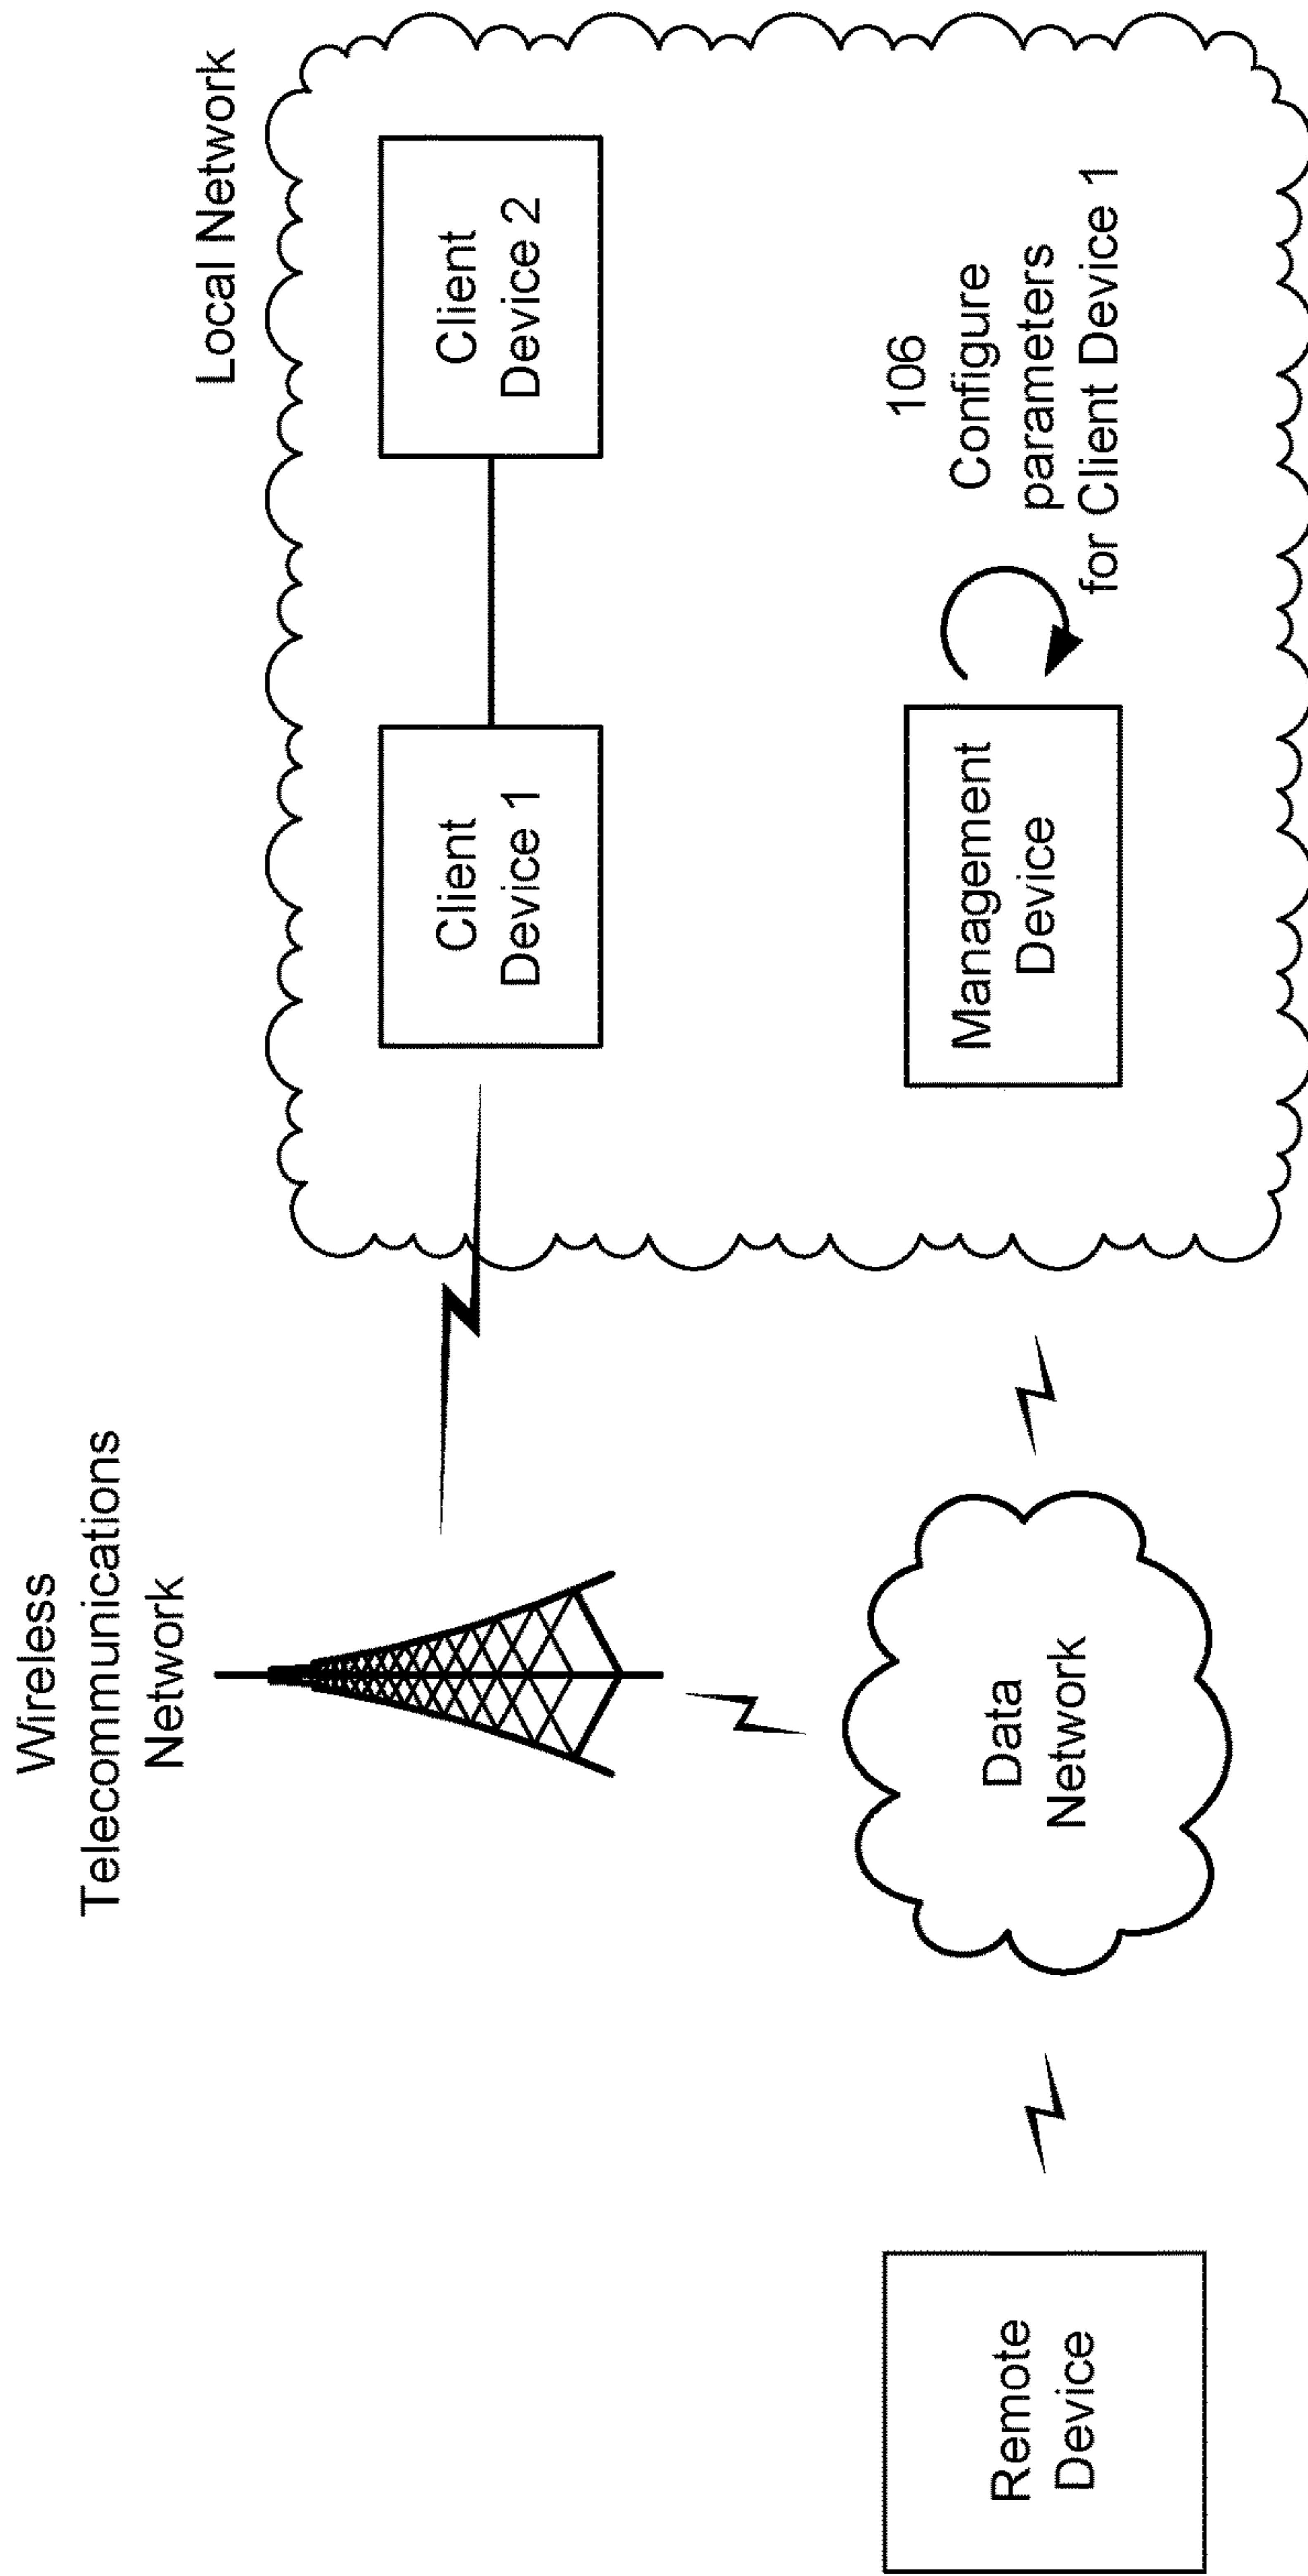 Wireless
Telecommunications
Network
Local Network
Client
Device 1
Client
Device 2
Remote
Device
Data
Network
Management
Device
106
Configure
parameters
for Client Device 1